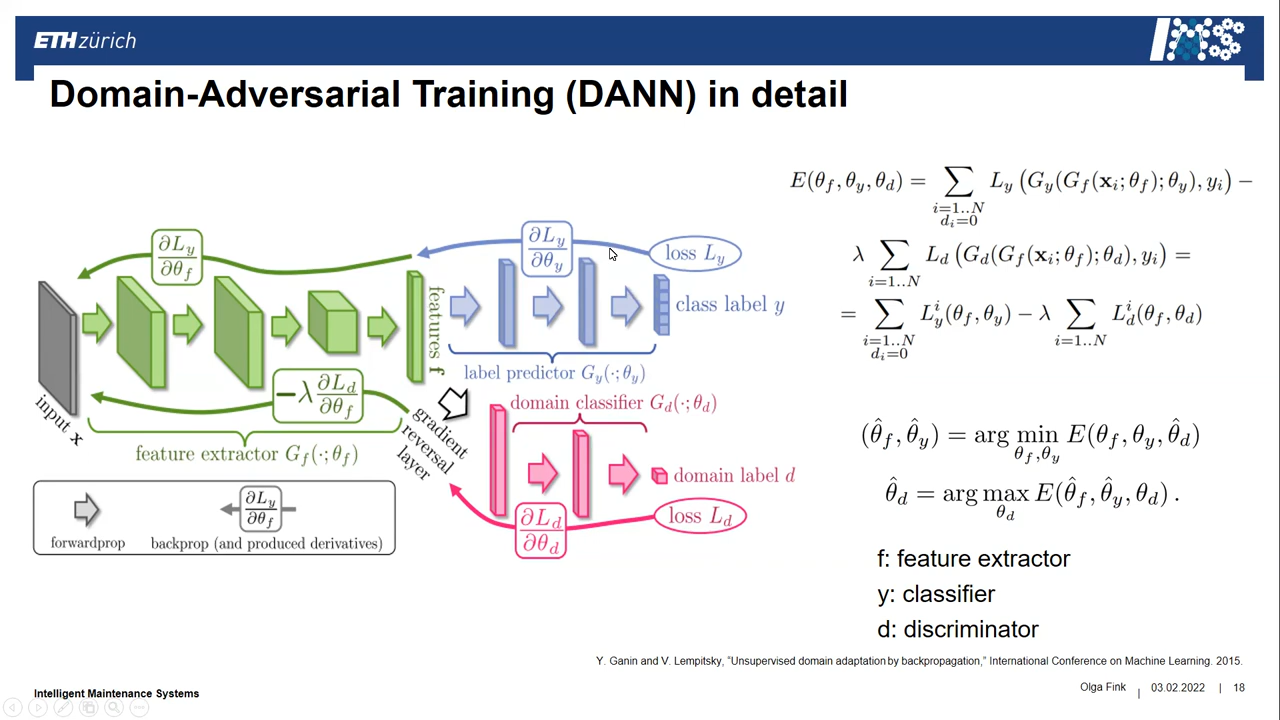 ETH zürich
IMS
Domain-Adversarial Training (DANN) in detail
∂L_y/∂θ_f
∂L_y/∂θ_y
loss L_y
features f
class label y
label predictor G_y(·; θ_y)
input x
−λ ∂L_d/∂θ_f
feature extractor G_f(·; θ_f)
gradient reversal layer
domain classifier G_d(·; θ_d)
domain label d
∂L_d/∂θ_d
loss L_d
forwardprop
∂L_y/∂θ_f
backprop (and produced derivatives)
E(θ_f, θ_y, θ_d) = ∑_{i=1..N, d_i=0} L_y (G_y(G_f(x_i; θ_f); θ_y), y_i) −
λ ∑_{i=1..N} L_d (G_d(G_f(x_i; θ_f); θ_d), y_i) =
= ∑_{i=1..N, d_i=0} L_y^i(θ_f, θ_y) − λ ∑_{i=1..N} L_d^i(θ_f, θ_d)
(θ̂_f, θ̂_y) = arg min_{θ_f, θ_y} E(θ_f, θ_y, θ̂_d)
θ̂_d = arg max_{θ_d} E(θ̂_f, θ̂_y, θ_d) .
f: feature extractor
y: classifier
d: discriminator
Y. Ganin and V. Lempitsky, “Unsupervised domain adaptation by backpropagation,” International Conference on Machine Learning. 2015.
Intelligent Maintenance Systems
Olga Fink | 03.02.2022 | 18